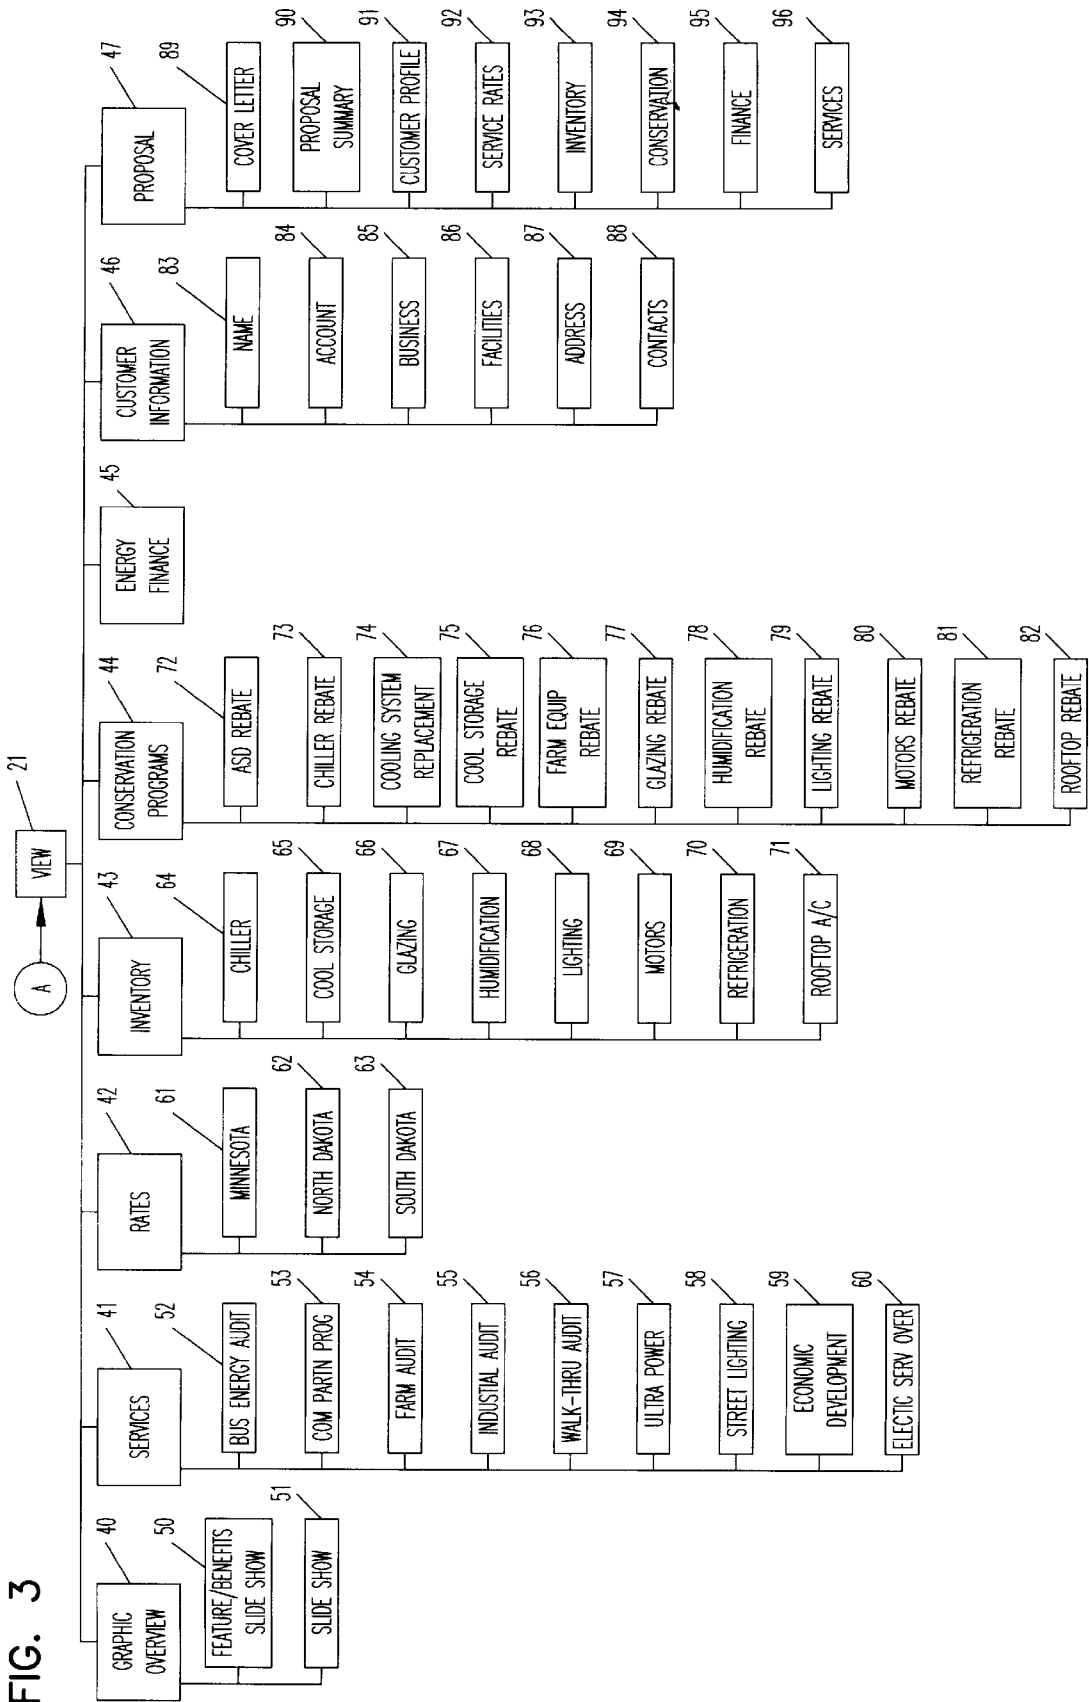 FIG. 3
A
VIEW
21
GRAPHIC
OVERVIEW
40
FEATURE/BENEFITS
SLIDE SHOW
50
SLIDE SHOW
51
SERVICES
41
BUS ENERGY AUDIT
52
COM PARTN PROG
53
FARM AUDIT
54
INDUSTIAL AUDIT
55
WALK-THRU AUDIT
56
ULTRA POWER
57
STREET LIGHTING
58
ECONOMIC
DEVELOPMENT
59
ELECTIC SERV OVER
60
RATES
42
MINNESOTA
61
NORTH DAKOTA
62
SOUTH DAKOTA
63
INVENTORY
43
CHILLER
64
COOL STORAGE
65
GLAZING
66
HUMIDIFICATION
67
LIGHTING
68
MOTORS
69
REFRIGERATION
70
ROOFTOP A/C
71
CONSERVATION
PROGRAMS
44
ASD REBATE
72
CHILLER REBATE
73
COOLING SYSTEM
REPLACEMENT
74
COOL STORAGE
REBATE
75
FARM EQUIP
REBATE
76
GLAZING REBATE
77
HUMIDIFICATION
REBATE
78
LIGHTING REBATE
79
MOTORS REBATE
80
REFRIGERATION
REBATE
81
ROOFTOP REBATE
82
ENERGY
FINANCE
45
CUSTOMER
INFORMATION
46
NAME
83
ACCOUNT
84
BUSINESS
85
FACILITIES
86
ADDRESS
87
CONTACTS
88
PROPOSAL
47
COVER LETTER
89
PROPOSAL
SUMMARY
90
CUSTOMER PROFILE
91
SERVICE RATES
92
INVENTORY
93
CONSERVATION
94
FINANCE
95
SERVICES
96